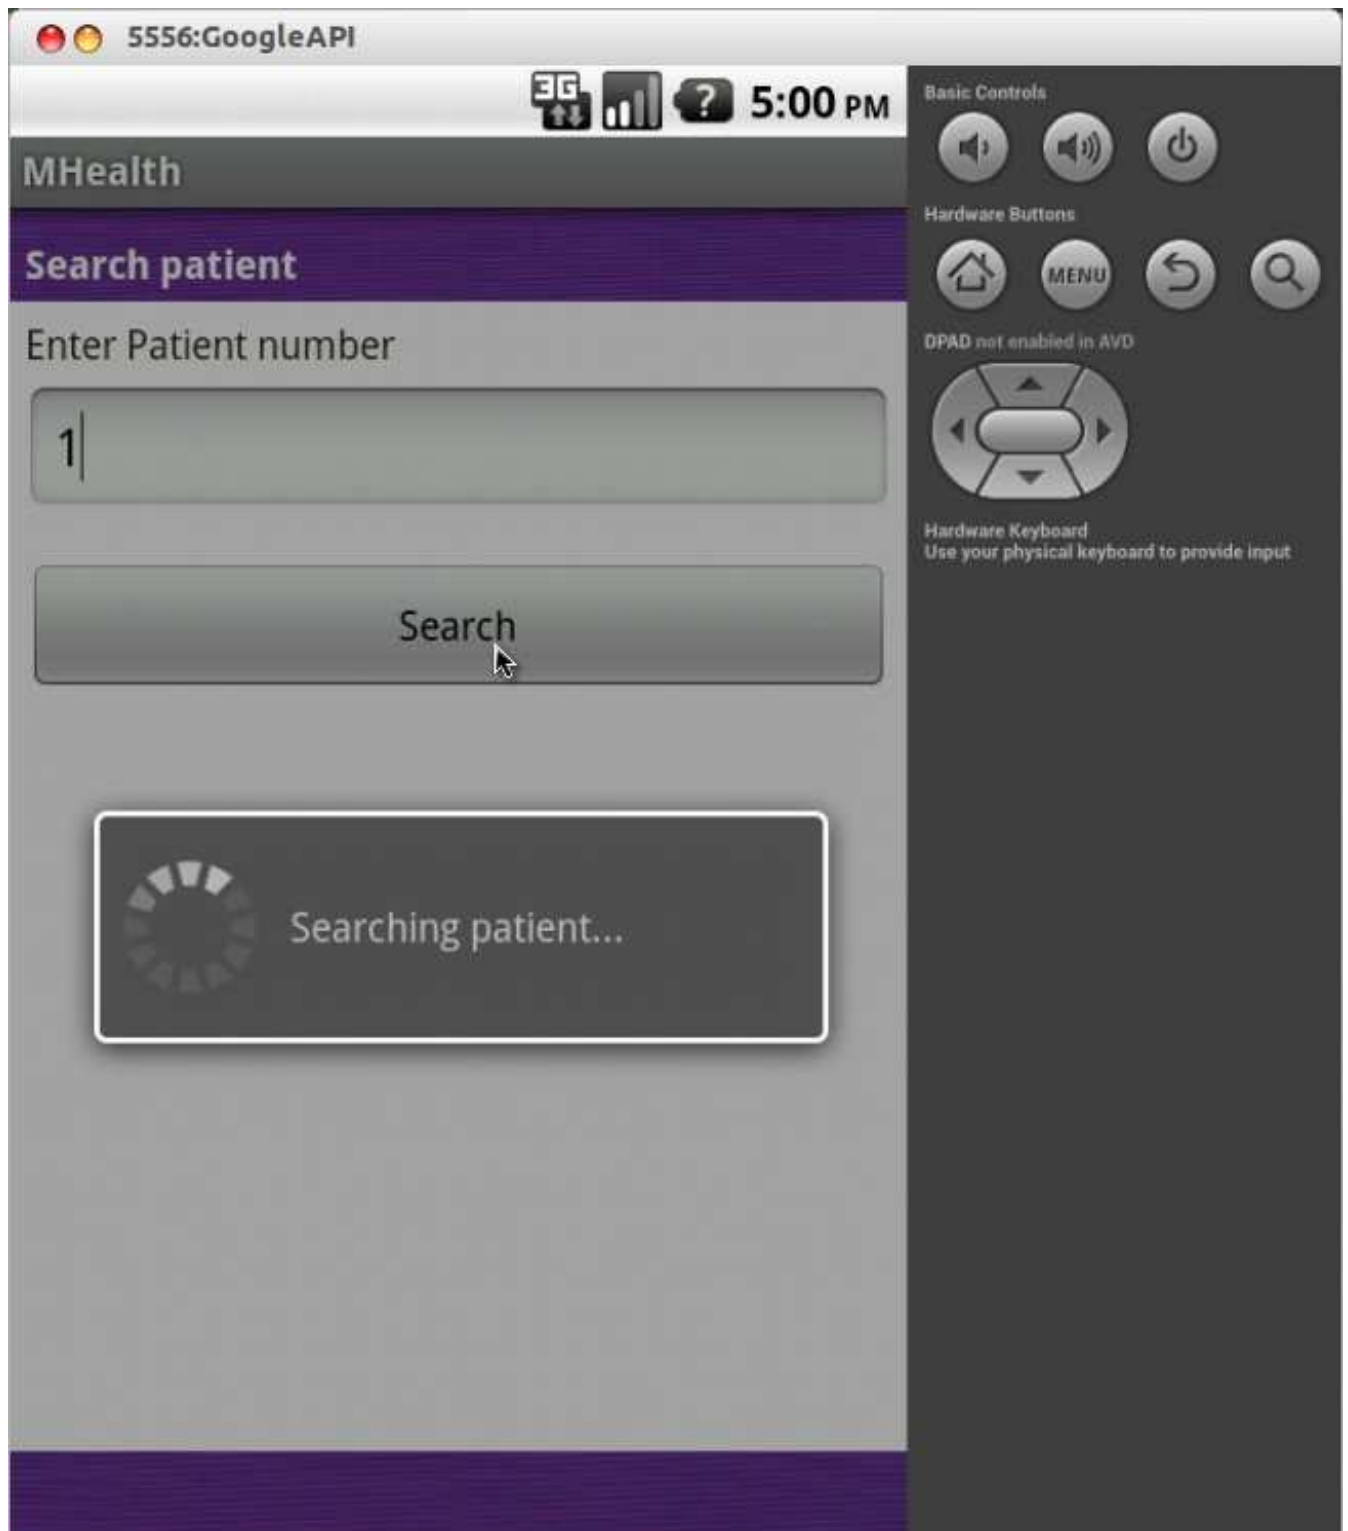 5556:GoogleAPI
3G ? 5:00 PM
MHealth
Search patient
Enter Patient number
1
Search
Searching patient...
Basic Controls
Hardware Buttons
MENU
DPAD not enabled in AVD
Hardware Keyboard
Use your physical keyboard to provide input